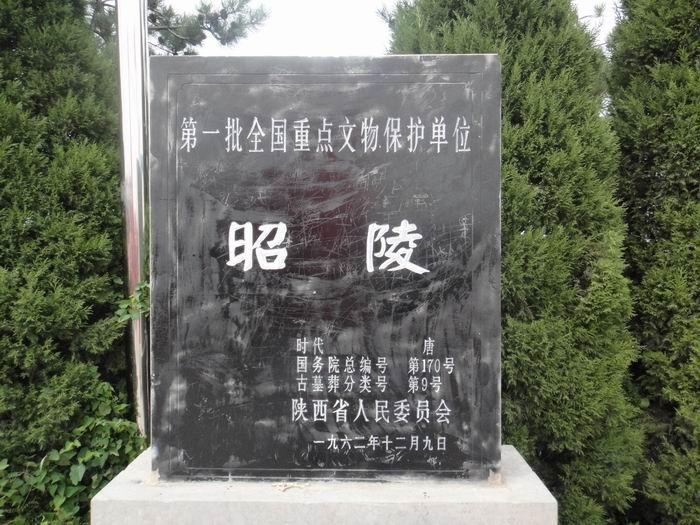 第一批全国重点文物保护单位
昭陵
时代 唐
国务院总编号 第170号
古墓葬分类号 第9号
陕西省人民委员会
一九六二年十二月九日